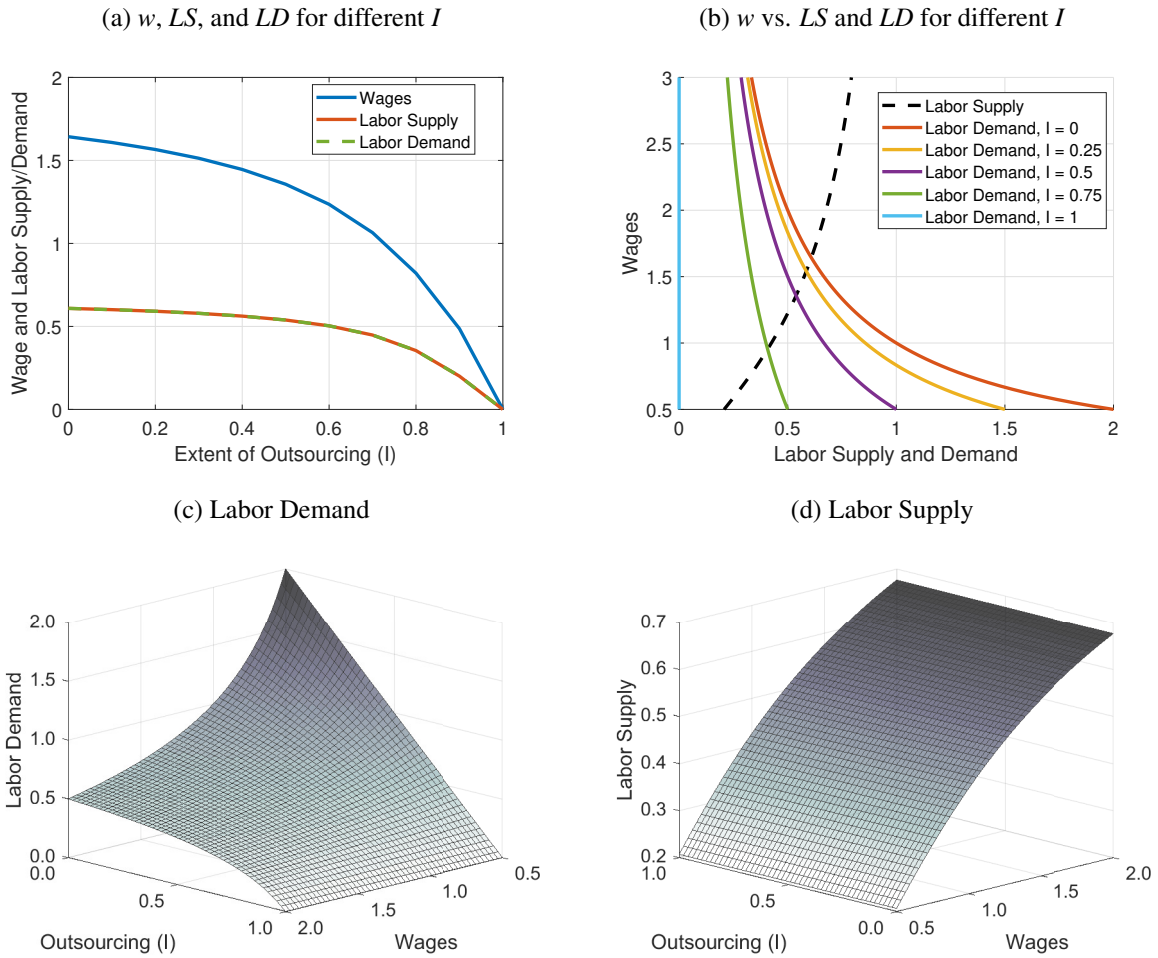 (a) w, LS, and LD for different I
2
1.5
1
0.5
0
Wage and Labor Supply/Demand
Wages
Labor Supply
Labor Demand
0 0.2 0.4 0.6 0.8 1
Extent of Outsourcing (I)
(b) w vs. LS and LD for different I
3
2.5
2
1.5
1
0.5
Wages
Labor Supply
Labor Demand, I = 0
Labor Demand, I = 0.25
Labor Demand, I = 0.5
Labor Demand, I = 0.75
Labor Demand, I = 1
0 0.5 1 1.5 2
Labor Supply and Demand
(c) Labor Demand
2.0
1.5
1.0
0.5
0.0
Labor Demand
0.0
0.5
1.0
Outsourcing (I)
2.0
1.5
1.0
0.5
Wages
(d) Labor Supply
0.7
0.6
0.5
0.4
0.3
0.2
Labor Supply
1.0
0.5
0.0
Outsourcing (I)
0.5
1.0
1.5
2.0
Wages